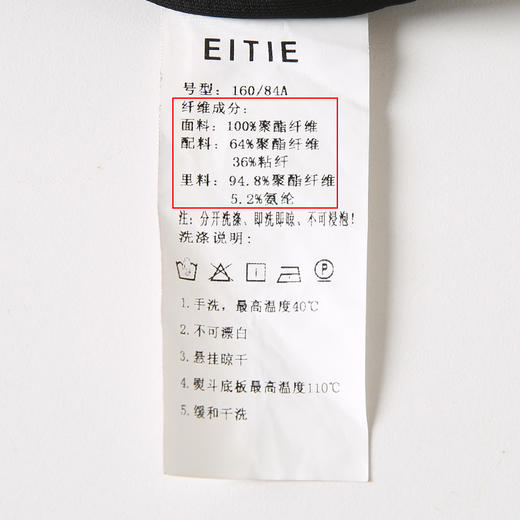 EITIE
号型: 160/84A
纤维成分:
面料: 100%聚酯纤维
配料: 64%聚酯纤维
36%粘纤
里料: 94.8%聚酯纤维
5.2%氨纶
注: 分开洗涤、即洗即晾、不可浸泡!
洗涤说明:
P
1.手洗,最高温度40℃
2.不可漂白
3.悬挂晾干
4.熨斗底板最高温度110℃
5.缓和干洗